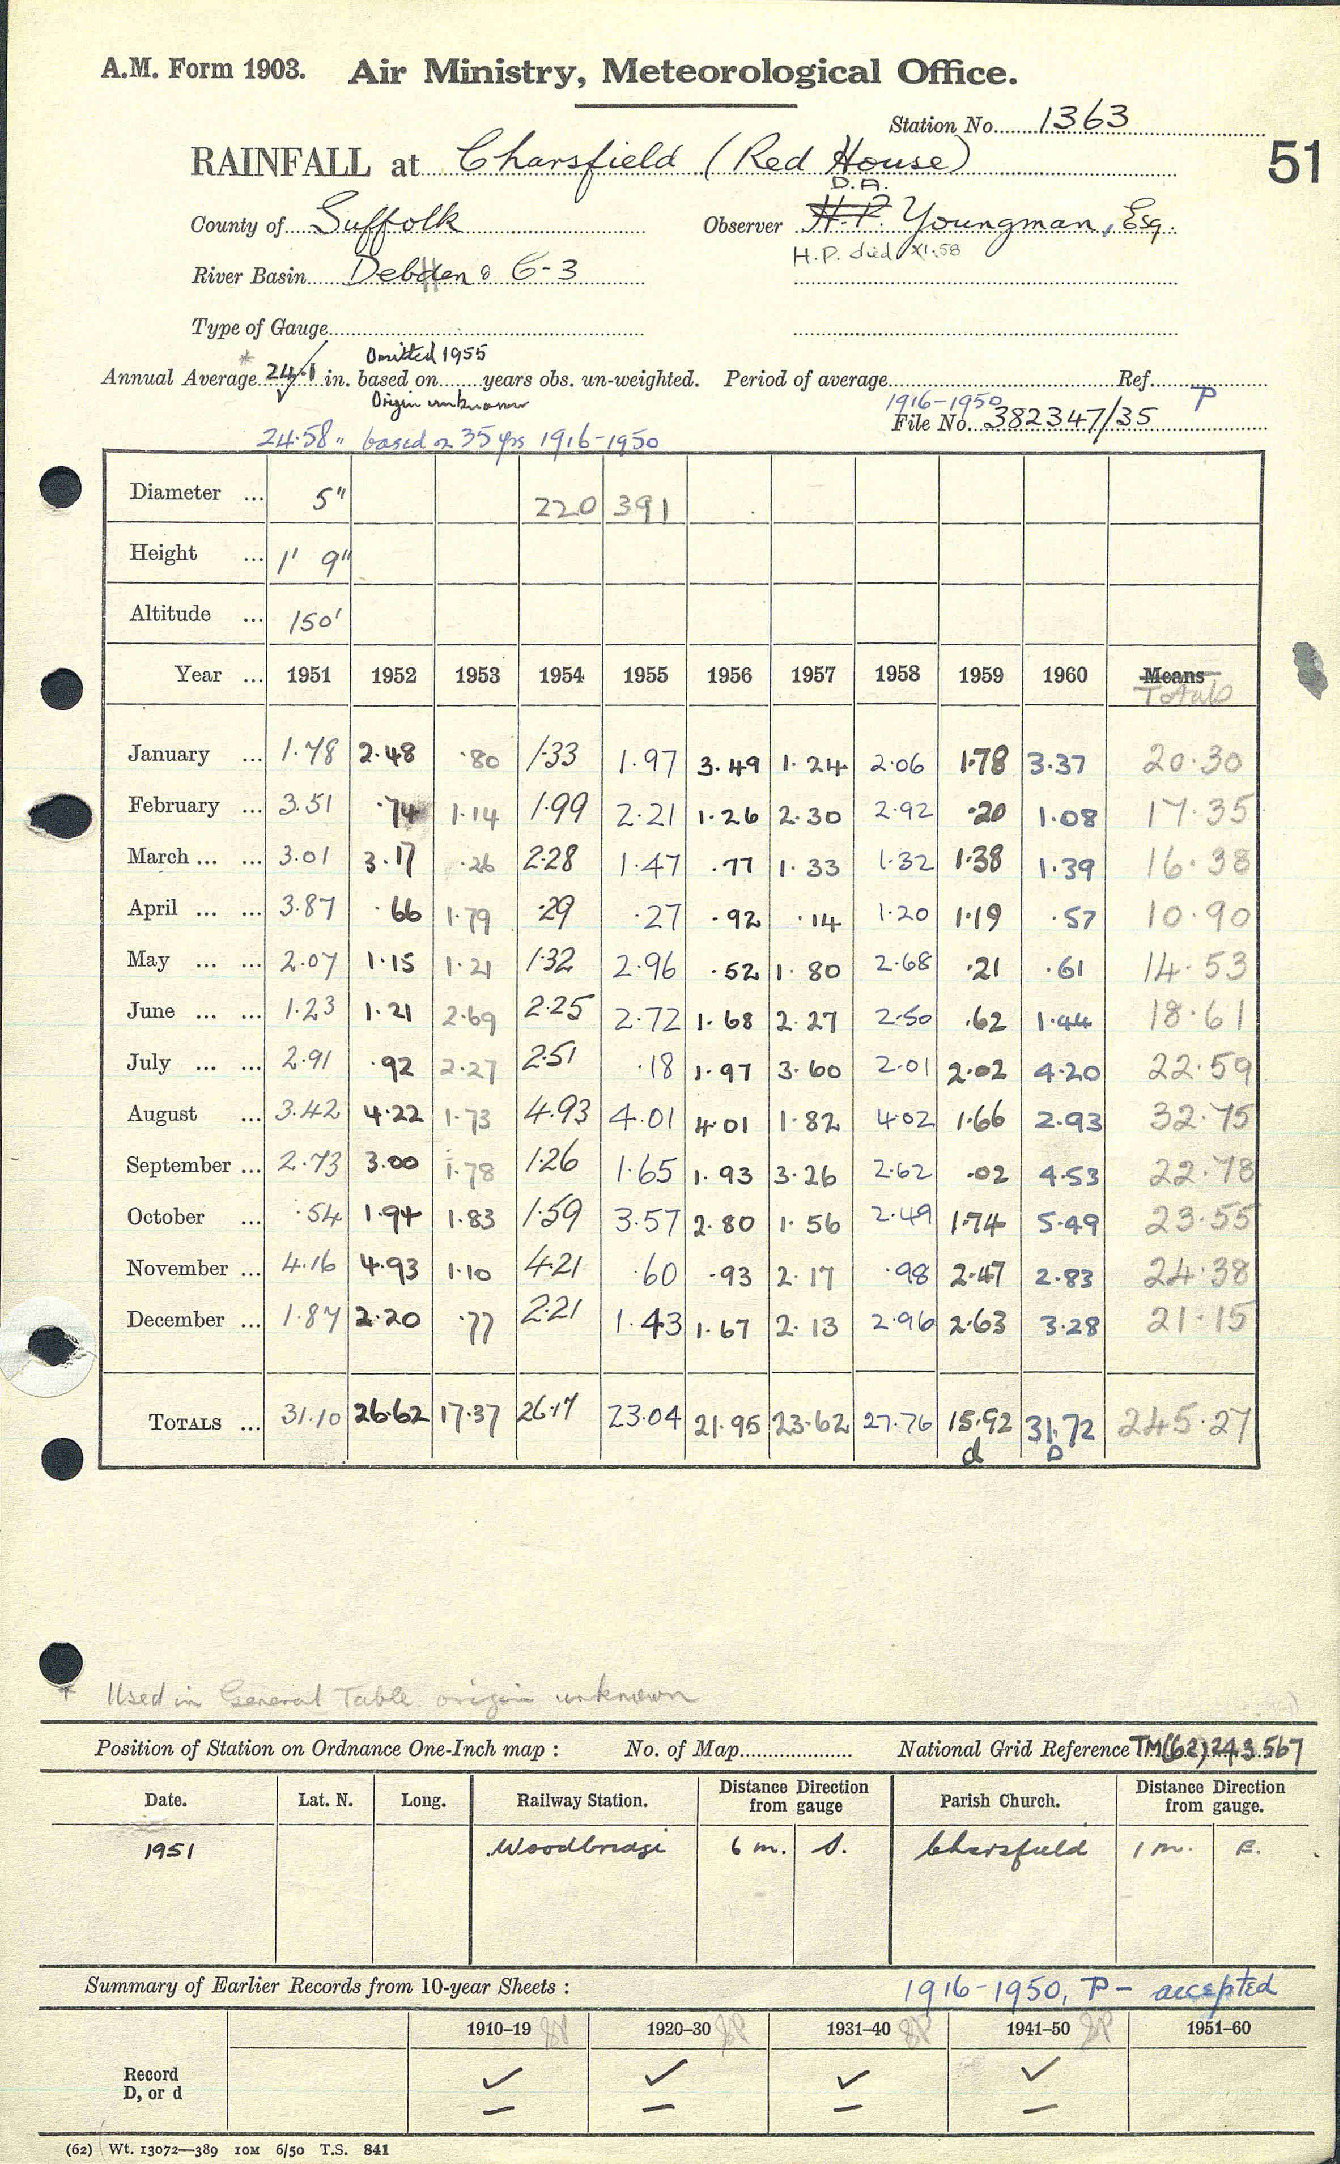 A.M. Form 1903. Air Ministry, Meteorological Office.
Station No. 1363
RAINFALL at Charsfield (Red House)
51
D.A.
County of Suffolk Observer H.P. Youngman, Esq.
H.P. died XI.58
River Basin Debden 6-3
Type of Gauge
Omitted 1955
Annual Average * 24.1 in. based on years obs. un-weighted. Period of average Ref.
Origin unknown 1916-1950 P
File No. 382347/35
24.58" based on 35 yrs 1916-1950
Diameter ... 5" 220 391
Height ... 1' 9"
Altitude ... 150'
Year ... 1951 1952 1953 1954 1955 1956 1957 1958 1959 1960 Means
Totals
January ... 1.78 2.48 .80 1.33 1.97 3.49 1.24 2.06 1.78 3.37 20.30
February ... 3.51 .74 1.14 1.99 2.21 1.26 2.30 2.92 .20 1.08 17.35
March ... ... 3.01 3.17 .26 2.28 1.47 .77 1.33 1.32 1.38 1.39 16.38
April ... ... 3.87 .66 1.79 .29 .27 .92 .14 1.20 1.19 .57 10.90
May ... ... 2.07 1.15 1.21 1.32 2.96 .52 1.80 2.68 .21 .61 14.53
June ... ... 1.23 1.21 2.69 2.25 2.72 1.68 2.27 2.50 .62 1.44 18.61
July ... ... 2.91 .92 2.27 2.51 .18 1.97 3.60 2.01 2.02 4.20 22.59
August ... 3.42 4.22 1.73 4.93 4.01 4.01 1.82 4.02 1.66 2.93 32.75
September ... 2.73 3.00 1.78 1.26 1.65 1.93 3.26 2.62 .02 4.53 22.78
October ... .54 1.94 1.83 1.59 3.57 2.80 1.56 2.49 1.74 5.49 23.55
November ... 4.16 4.93 1.10 4.21 .60 .93 2.17 .98 2.47 2.83 24.38
December ... 1.87 2.20 .77 2.21 1.43 1.67 2.13 2.96 2.63 3.28 21.15
TOTALS ... 31.10 26.62 17.37 26.17 23.04 21.95 23.62 27.76 15.92 31.72 245.27
d D
* Used in General Table origin unknown
Position of Station on Ordnance One-Inch map : No. of Map National Grid Reference TM(62)243567
Date. Lat. N. Long. Railway Station. Distance from gauge Direction Parish Church. Distance from gauge. Direction
1951 Woodbridge 6 m. S. Charsfield 1 m. E.
Summary of Earlier Records from 10-year Sheets : 1916-1950, P - accepted
1910–19 1920–30 1931–40 1941–50 1951–60
Record ✓ ✓ ✓ ✓
D, or d — — — —
(62) Wt. 13072—389 10M 6/50 T.S. 841